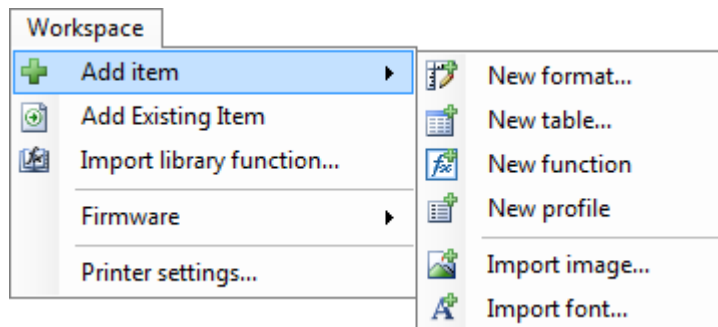 Workspace
Add item
Add Existing Item
Import library function...
Firmware
Printer settings...
New format...
New table...
New function
New profile
Import image...
Import font...